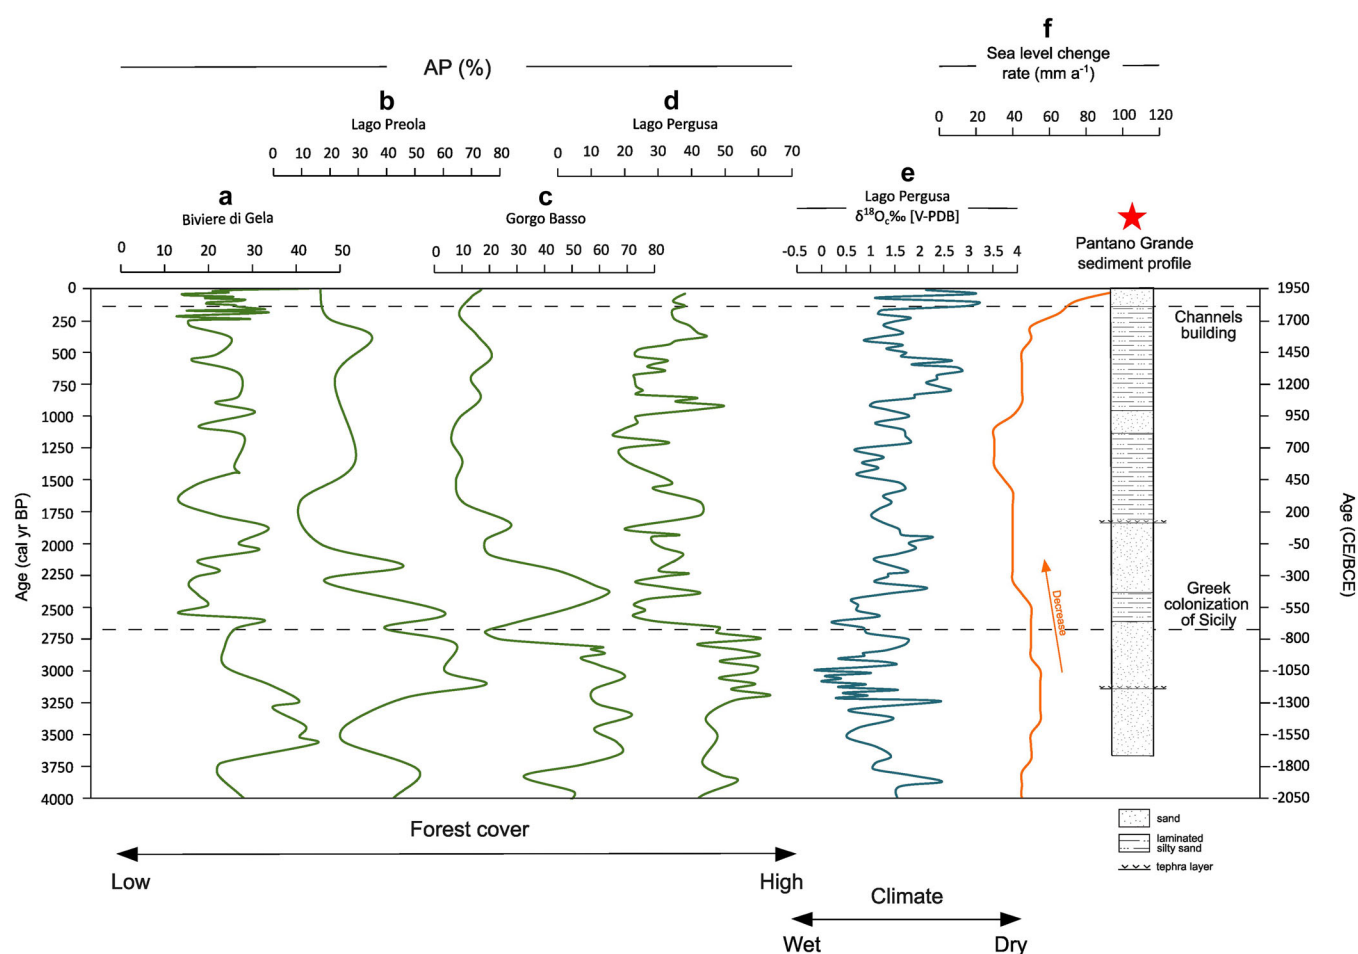 f
Sea level chenge
rate (mm a⁻¹)
AP (%)
0 20 40 60 80 100 120
b
Lago Preola
0 10 20 30 40 50 60 70 80
d
Lago Pergusa
0 10 20 30 40 50 60 70
a
Biviere di Gela
0 10 20 30 40 50
c
Gorgo Basso
0 10 20 30 40 50 60 70 80
e
Lago Pergusa
δ¹⁸Oc‰ [V-PDB]
-0.5 0 0.5 1 1.5 2 2.5 3 3.5 4
Pantano Grande
sediment profile
Age (cal yr BP)
0
250
500
750
1000
1250
1500
1750
2000
2250
2500
2750
3000
3250
3500
3750
4000
Decrease
Channels
building
Greek
colonization
of Sicily
1950
1700
1450
1200
950
700
450
200
-50
-300
-550
-800
-1050
-1300
-1550
-1800
-2050
Age (CE/BCE)
sand
laminated
silty sand
tephra layer
Forest cover
Low High
Climate
Wet Dry